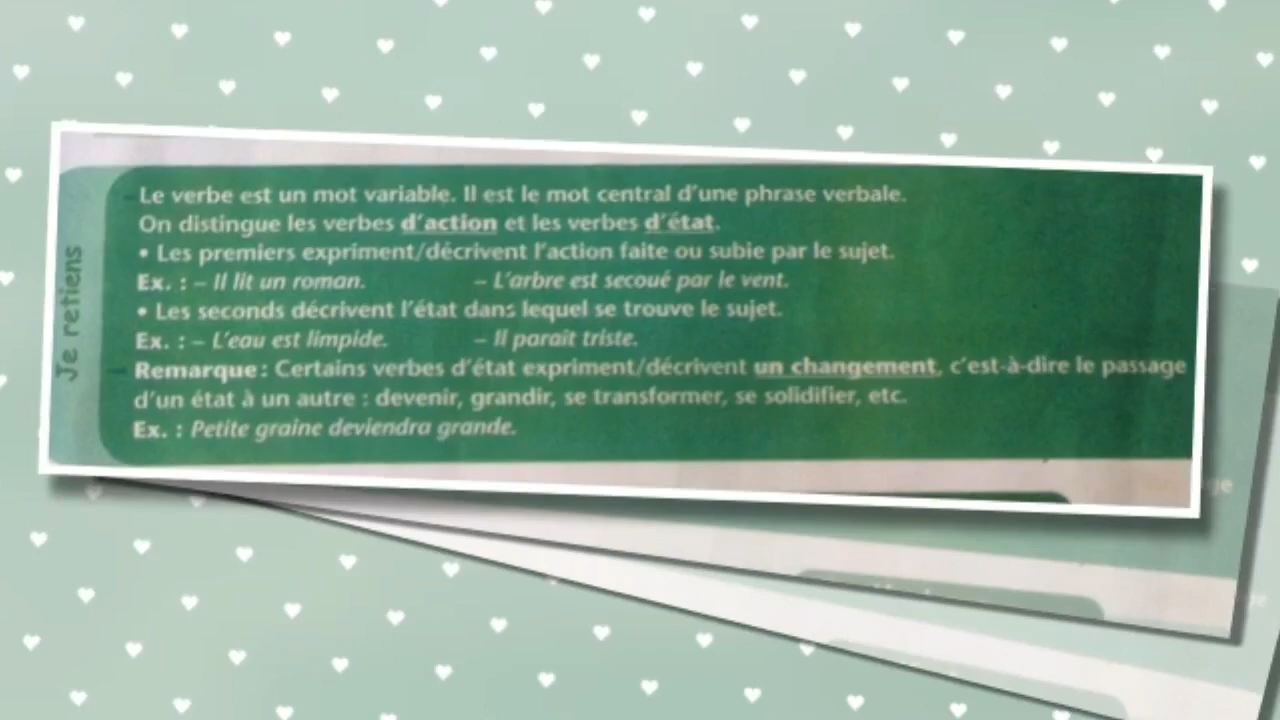 Je retiens
Le verbe est un mot variable. Il est le mot central d'une phrase verbale.
On distingue les verbes d'action et les verbes d'état.
• Les premiers expriment/décrivent l'action faite ou subie par le sujet.
Ex. : – Il lit un roman. – L'arbre est secoué par le vent.
• Les seconds décrivent l'état dans lequel se trouve le sujet.
Ex. : – L'eau est limpide. – Il paraît triste.
Remarque : Certains verbes d'état expriment/décrivent un changement, c'est-à-dire le passage
d'un état à un autre : devenir, grandir, se transformer, se solidifier, etc.
Ex. : Petite graine deviendra grande.